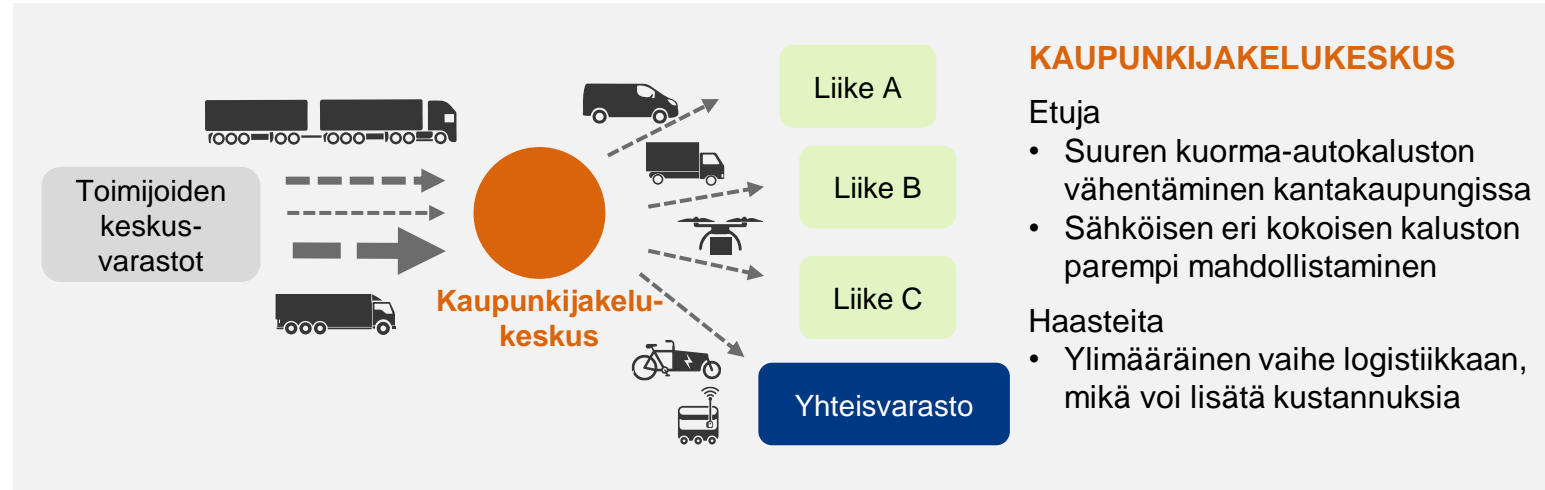 Toimijoiden
keskus-
varastot
Kaupunkijakelu-
keskus
Liike A
Liike B
Liike C
Yhteisvarasto
KAUPUNKIJAKELUKESKUS
Etuja
• Suuren kuorma-autokaluston
vähentäminen kantakaupungissa
• Sähköisen eri kokoisen kaluston
parempi mahdollistaminen
Haasteita
• Ylimääräinen vaihe logistiikkaan,
mikä voi lisätä kustannuksia